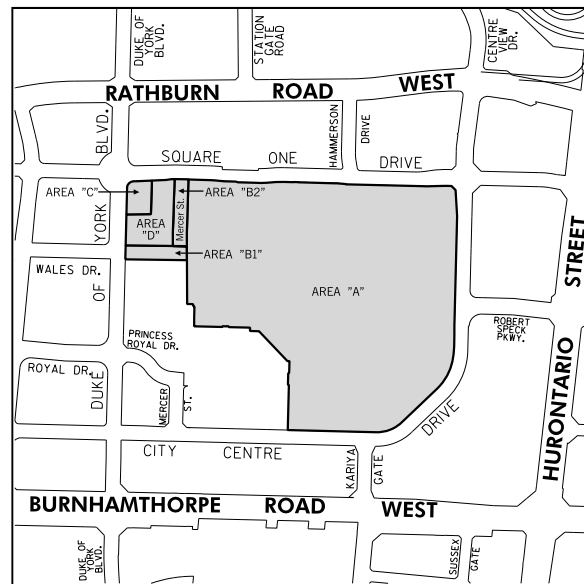 DUKE OF
YORK
BLVD.
STATION
GATE
ROAD
CENTRE
VIEW
DR.
RATHBURN ROAD WEST
BLVD.
HAMMERSON
DRIVE
SQUARE ONE DRIVE
AREA "C"
AREA "B2"
YORK
AREA
"D"
Mercer St.
AREA "B1"
STREET
WALES DR.
OF
AREA "A"
ROBERT
SPECK
PKWY.
PRINCESS
ROYAL DR.
ROYAL DR.
DUKE
MERCER
ST.
DRIVE
HURONTARIO
CITY CENTRE
KARIYA
GATE
BURNHAMTHORPE ROAD WEST
DUKE OF
YORK
BLVD.
SUSSEX
GATE